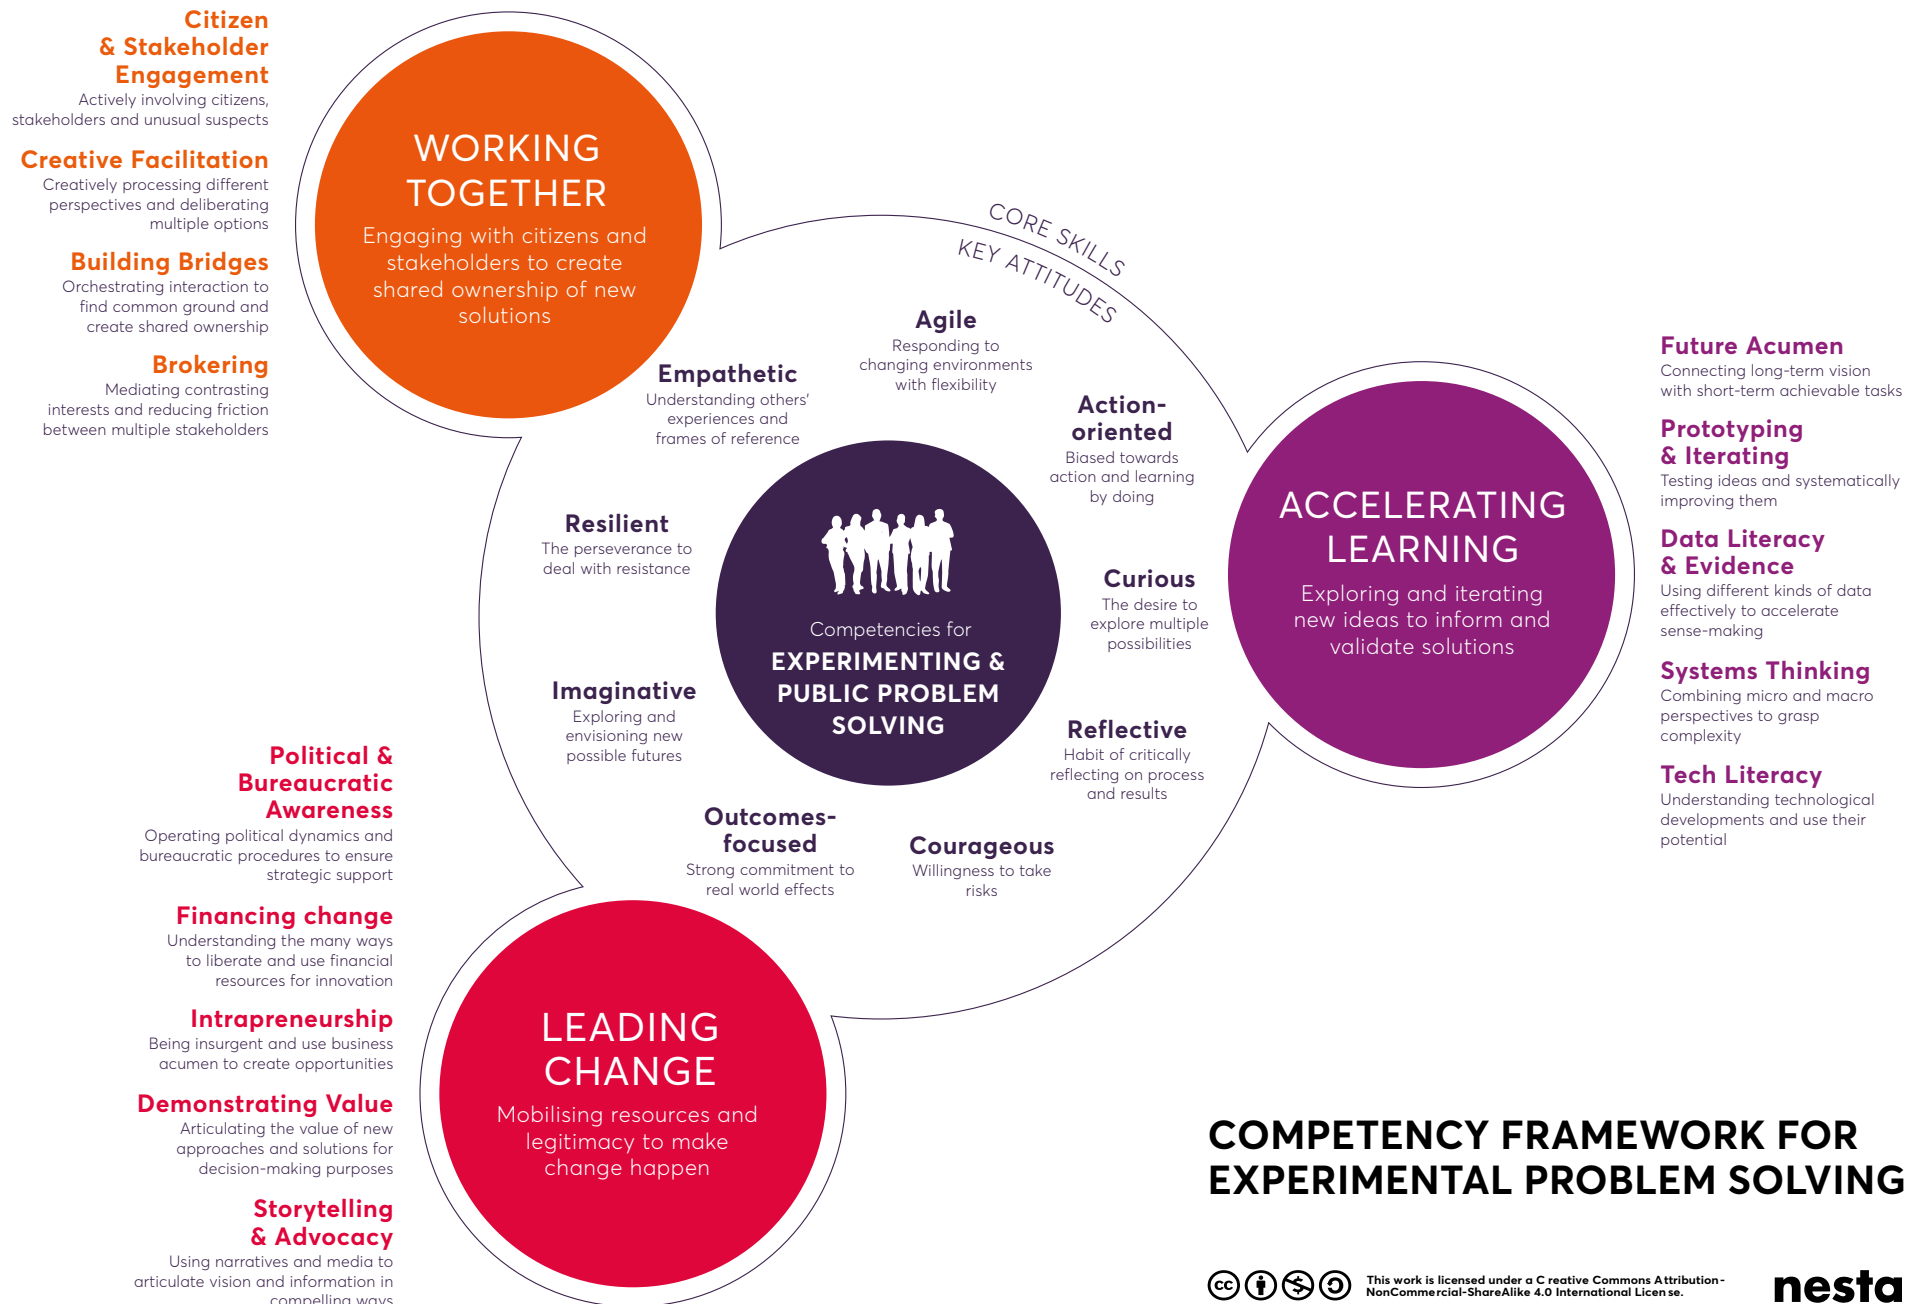 Citizen
& Stakeholder
Engagement
Actively involving citizens,
stakeholders and unusual suspects
Creative Facilitation
Creatively processing different
perspectives and deliberating
multiple options
Building Bridges
Orchestrating interaction to
find common ground and
create shared ownership
Brokering
Mediating contrasting
interests and reducing friction
between multiple stakeholders
WORKING
TOGETHER
Engaging with citizens and
stakeholders to create
shared ownership of new
solutions
CORE SKILLS
KEY ATTITUDES
Agile
Responding to
changing environments
with flexibility
Empathetic
Understanding others'
experiences and
frames of reference
Action-
oriented
Biased towards
action and learning
by doing
Resilient
The perseverance to
deal with resistance
Curious
The desire to
explore multiple
possibilities
Imaginative
Exploring and
envisioning new
possible futures
Reflective
Habit of critically
reflecting on process
and results
Outcomes-
focused
Strong commitment to
real world effects
Courageous
Willingness to take
risks
Competencies for
EXPERIMENTING &
PUBLIC PROBLEM
SOLVING
ACCELERATING
LEARNING
Exploring and iterating
new ideas to inform and
validate solutions
Future Acumen
Connecting long-term vision
with short-term achievable tasks
Prototyping
& Iterating
Testing ideas and systematically
improving them
Data Literacy
& Evidence
Using different kinds of data
effectively to accelerate
sense-making
Systems Thinking
Combining micro and macro
perspectives to grasp
complexity
Tech Literacy
Understanding technological
developments and use their
potential
Political &
Bureaucratic
Awareness
Operating political dynamics and
bureaucratic procedures to ensure
strategic support
Financing change
Understanding the many ways
to liberate and use financial
resources for innovation
Intrapreneurship
Being insurgent and use business
acumen to create opportunities
Demonstrating Value
Articulating the value of new
approaches and solutions for
decision-making purposes
Storytelling
& Advocacy
Using narratives and media to
articulate vision and information in
compelling ways
LEADING
CHANGE
Mobilising resources and
legitimacy to make
change happen
COMPETENCY FRAMEWORK FOR
EXPERIMENTAL PROBLEM SOLVING
cc
This work is licensed under a C reative Commons Attribution-
NonCommercial-ShareAlike 4.0 International Licen se.
nesta